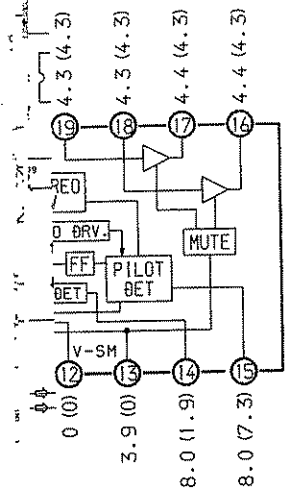 4.3 (4.3)
4.3 (4.3)
4.4 (4.3)
4.4 (4.3)
19
18
17
16
REO
O DRV.
MUTE
FF
PILOT
DET
DET
V-SM
12
13
14
15
0 (0)
3.9 (0)
8.0 (1.9)
8.0 (7.3)